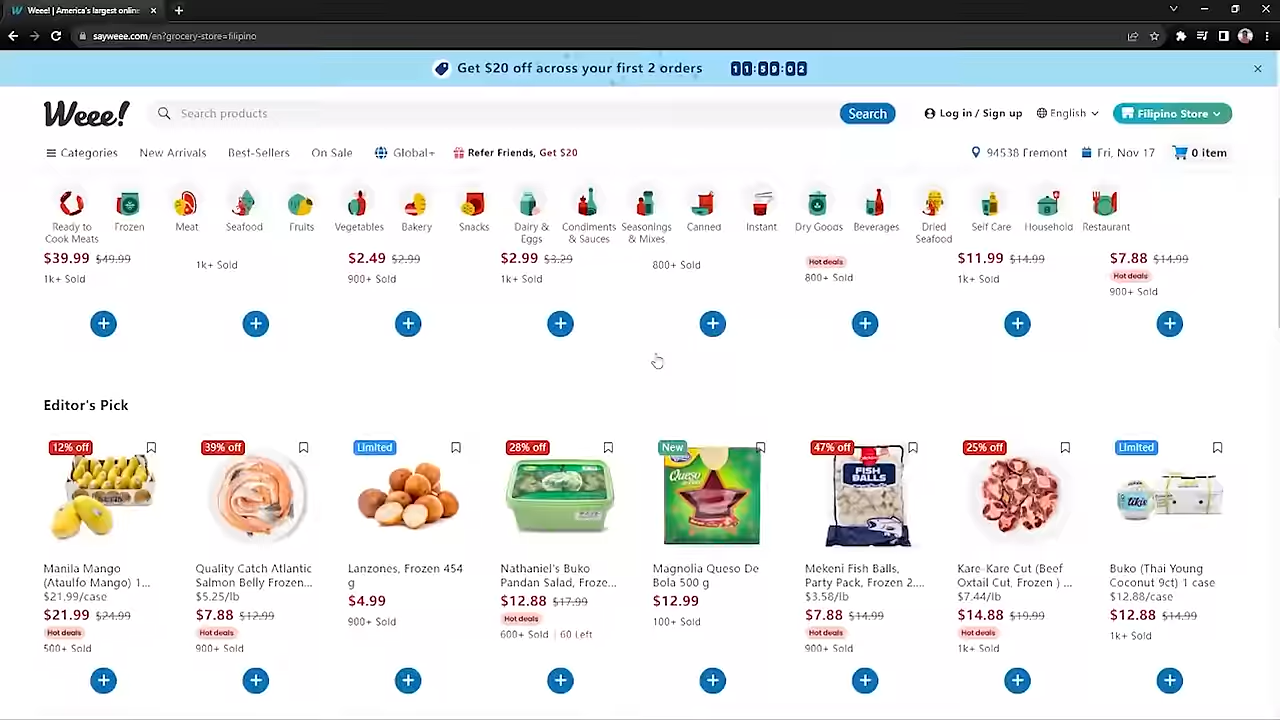 Weee! | America's largest onlin
sayweee.com/en?grocery-store=filipino
Get $20 off across your first 2 orders 11:59:02
Weee! Search products Search Log in / Sign up English Filipino Store
Categories New Arrivals Best-Sellers On Sale Global+ Refer Friends, Get $20 94538 Fremont Fri, Nov 17 0 item
Ready to Cook Meats Frozen Meat Seafood Fruits Vegetables Bakery Snacks Dairy & Eggs Condiments & Sauces Seasonings & Mixes Canned Instant Dry Goods Beverages Dried Seafood Self Care Household Restaurant
$39.99 $49.99 $2.49 $2.99 $2.99 $3.29 $11.99 $14.99 $7.88 $14.99
1k+ Sold 1k+ Sold 900+ Sold 1k+ Sold 800+ Sold Hot deals 800+ Sold 1k+ Sold Hot deals
900+ Sold
Editor's Pick
12% off 39% off Limited 28% off New 47% off 25% off Limited
Queso de Bola FISH BALLS
Manila Mango Quality Catch Atlantic Lanzones, Frozen 454 Nathaniel's Buko Magnolia Queso De Mekeni Fish Balls, Kare-Kare Cut (Beef Buko (Thai Young
(Ataulfo Mango) 1... Salmon Belly Frozen... g Pandan Salad, Froze... Bola 500 g Party Pack, Frozen 2.... Oxtail Cut, Frozen ) ... Coconut 9ct) 1 case
$21.99/case $5.25/lb $3.58/lb $7.44/lb $12.88/case
$21.99 $24.99 $7.88 $12.99 $4.99 $12.88 $17.99 $12.99 $7.88 $14.99 $14.88 $19.99 $12.88 $14.99
Hot deals Hot deals 900+ Sold Hot deals 100+ Sold Hot deals Hot deals 1k+ Sold
500+ Sold 900+ Sold 600+ Sold | 60 Left 900+ Sold 1k+ Sold